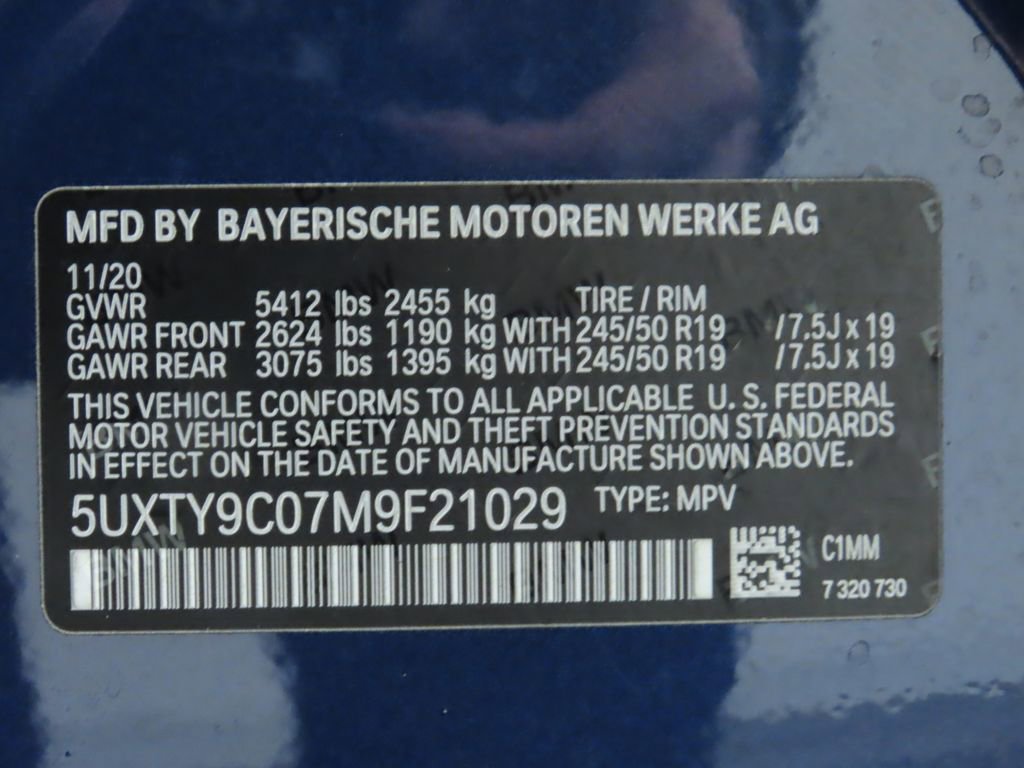 MFD BY BAYERISCHE MOTOREN WERKE AG
11/20
GVWR 5412 lbs 2455 kg TIRE / RIM
GAWR FRONT 2624 lbs 1190 kg WITH 245/50 R19 /7.5J x 19
GAWR REAR 3075 lbs 1395 kg WITH 245/50 R19 /7.5J x 19
THIS VEHICLE CONFORMS TO ALL APPLICABLE U. S. FEDERAL
MOTOR VEHICLE SAFETY AND THEFT PREVENTION STANDARDS
IN EFFECT ON THE DATE OF MANUFACTURE SHOWN ABOVE.
5UXTY9C07M9F21029 TYPE: MPV
C1MM
7 320 730